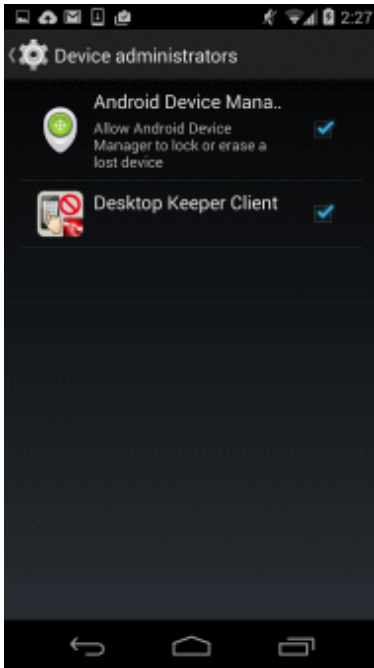 2:27
Device administrators
Android Device Mana..
Allow Android Device
Manager to lock or erase a
lost device
Desktop Keeper Client